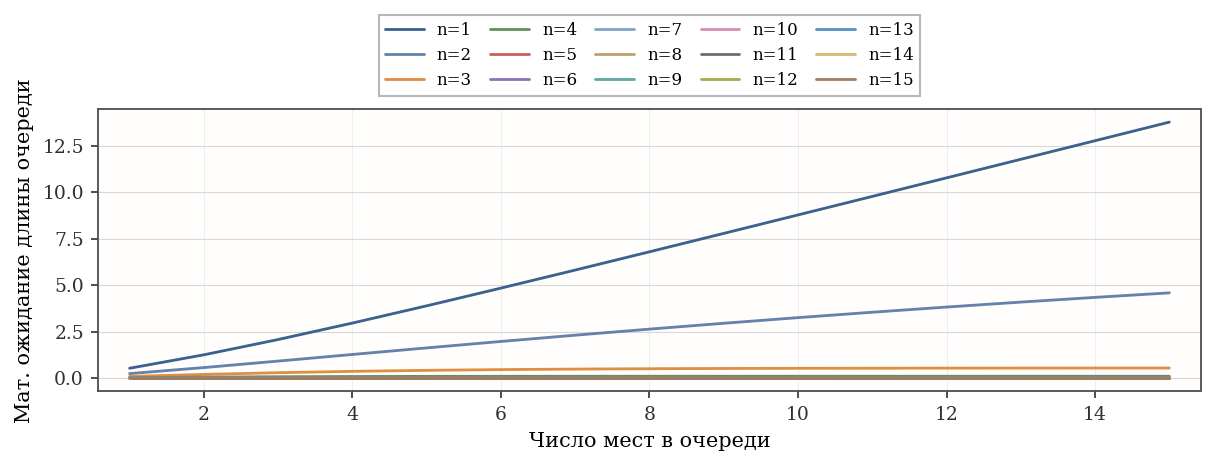 n=1 n=4 n=7 n=10 n=13
n=2 n=5 n=8 n=11 n=14
n=3 n=6 n=9 n=12 n=15
Мат. ожидание длины очереди
12.5
10.0
7.5
5.0
2.5
0.0
2 4 6 8 10 12 14
Число мест в очереди